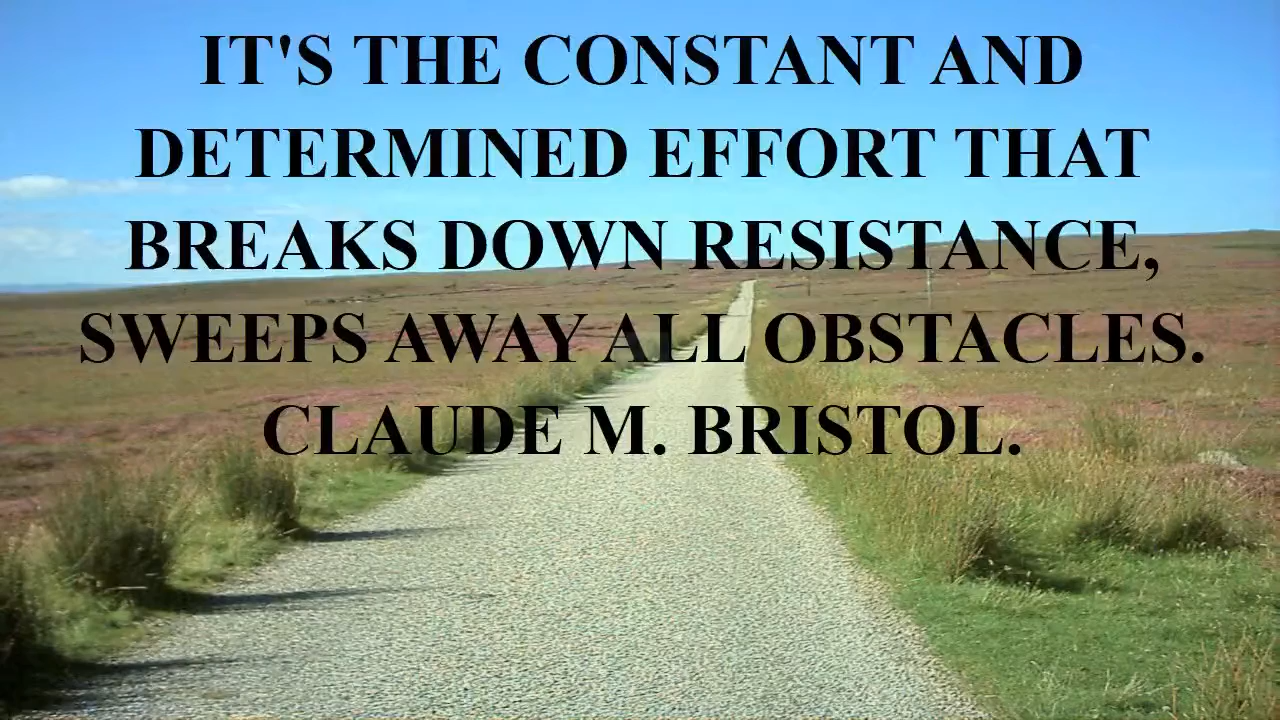 IT'S THE CONSTANT AND
DETERMINED EFFORT THAT
BREAKS DOWN RESISTANCE,
SWEEPS AWAY ALL OBSTACLES.
CLAUDE M. BRISTOL.